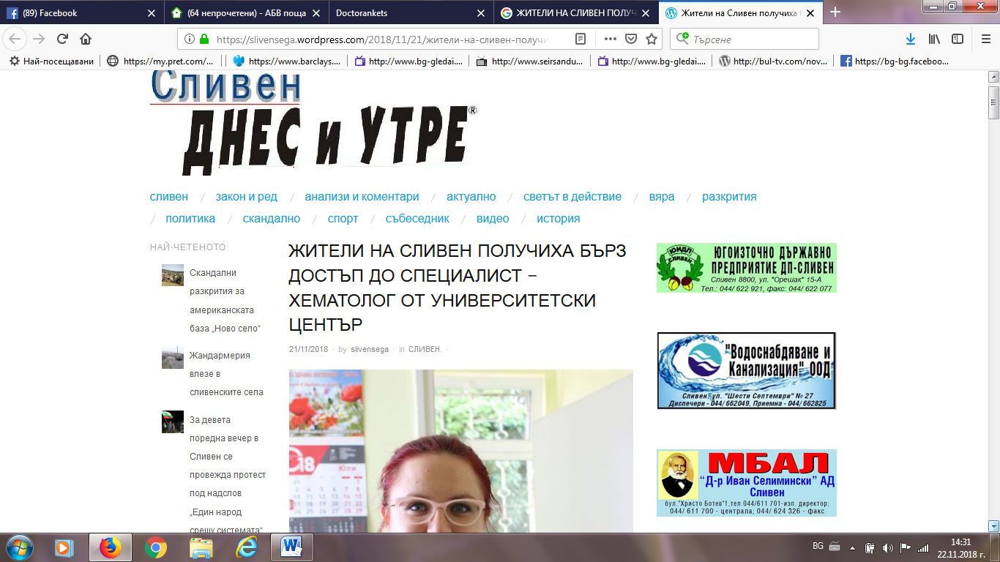 (89) Facebook
(64 непрочетени) - АБВ поща
Doctorankets
ЖИТЕЛИ НА СЛИВЕН ПОЛУЧ
Жители на Сливен получиха б
https://slivensega.wordpress.com/2018/11/21/жители-на-сливен-получи
Търсене
Най-посещавани
https://my.pret.com/...
https://www.barclays....
http://www.bg-gledai....
http://www.seirsandu...
http://www.bg-gledai....
http://bul-tv.com/nov...
https://bg-bg.faceboo...
Сливен
ДНЕС и УТРЕ®
сливен / закон и ред / анализи и коментари / актуално / светът в действие / вяра / разкрития
/ политика / скандално / спорт / събеседник / видео / история
НАЙ-ЧЕТЕНОТО
Скандални
разкрития за
американската
база „Ново село“
Жандармерия
влезе в
сливенските села
За девета
поредна вечер в
Сливен се
провежда протест
под надслов
„Един народ
срещу системата“
ЖИТЕЛИ НА СЛИВЕН ПОЛУЧИХА БЪРЗ
ДОСТЪП ДО СПЕЦИАЛИСТ –
ХЕМАТОЛОГ ОТ УНИВЕРСИТЕТСКИ
ЦЕНТЪР
21/11/2018 · by slivensega · in СЛИВЕН. ·
18
Юли
ЮИДП
СЛИВЕН
ЮГОИЗТОЧНО ДЪРЖАВНО
ПРЕДПРИЯТИЕ ДП-СЛИВЕН
Сливен 8800, ул. "Орешак" 15-А
Тел.: 044/ 622 921, факс: 044/ 622 077
"Водоснабдяване и
Канализация" ООД
Сливен, ул. "Шести Септември" № 27
Диспечери - 044/ 662049, Приемна - 044/ 662825
МБАЛ
“Д-р Иван Селимински” АД
Сливен
бул."Христо Ботев"1,тел.044/611 701-изп. директор;
044/ 611 700 - централа; 044/ 624 326 - факс
BG
14:31
22.11.2018 г.